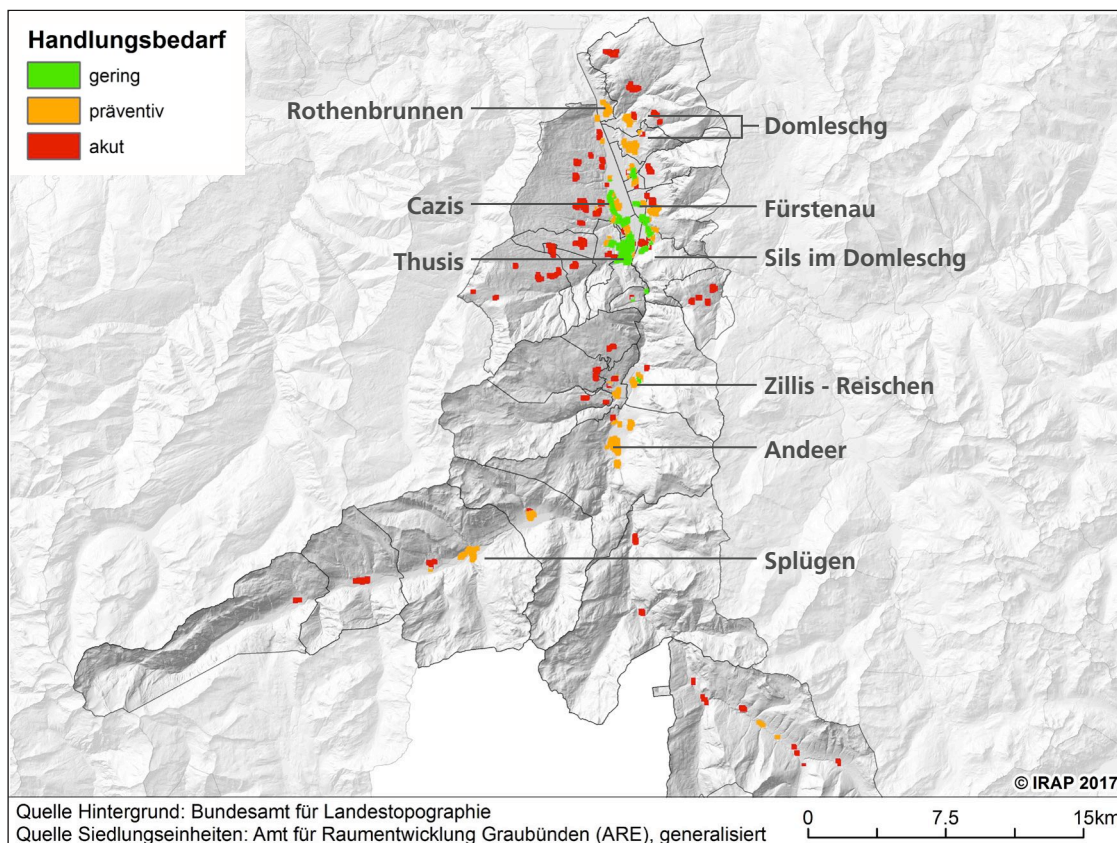 Handlungsbedarf
gering
präventiv
akut
Rothenbrunnen
Domleschg
Cazis
Fürstenau
Thusis
Sils im Domleschg
Zillis - Reischen
Andeer
Splügen
© IRAP 2017
Quelle Hintergrund: Bundesamt für Landestopographie
Quelle Siedlungseinheiten: Amt für Raumentwicklung Graubünden (ARE), generalisiert
0 7.5 15km